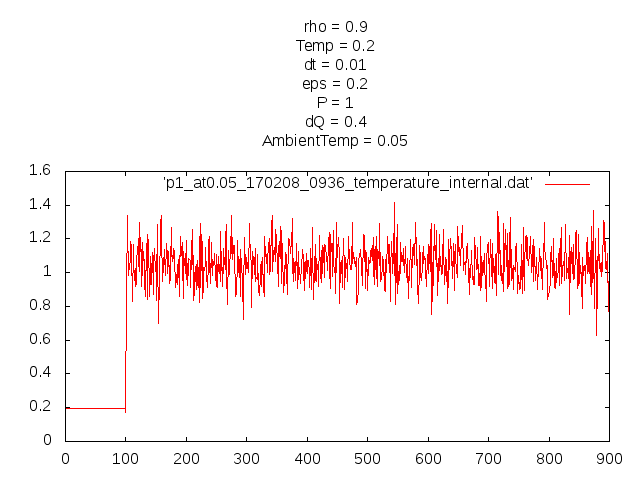 rho = 0.9
Temp = 0.2
dt = 0.01
eps = 0.2
P = 1
dQ = 0.4
AmbientTemp = 0.05
'p1_at0.05_170208_0936_temperature_internal.dat'
1.6
1.4
1.2
1
0.8
0.6
0.4
0.2
0
0 100 200 300 400 500 600 700 800 900